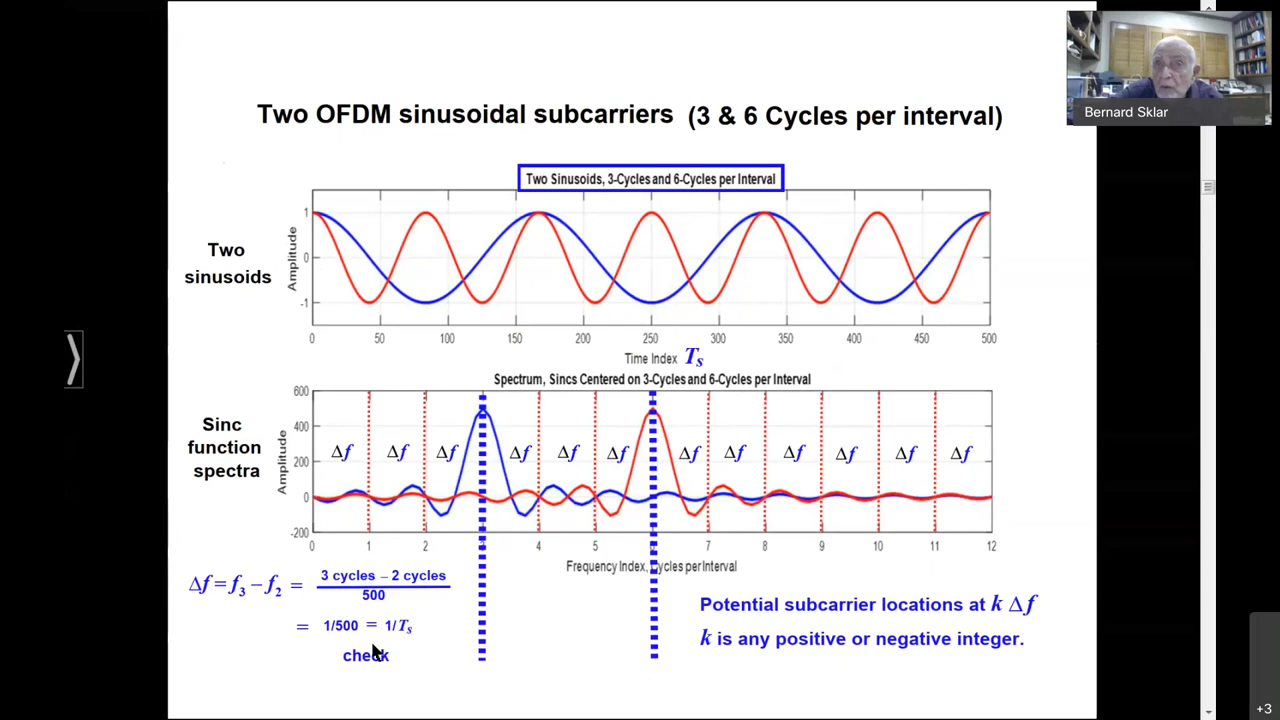 Bernard Sklar
Two OFDM sinusoidal subcarriers (3 & 6 Cycles per interval)
Two Sinusoids, 3-Cycles and 6-Cycles per Interval
Two
sinusoids
Amplitude
1
0
-1
0 50 100 150 200 250 300 350 400 450 500
Time Index Ts
Spectrum, Sincs Centered on 3-Cycles and 6-Cycles per Interval
Sinc
function
spectra
Amplitude
600
400
200
0
-200
Δf Δf Δf Δf Δf Δf Δf Δf Δf Δf Δf Δf
0 1 2 3 4 5 6 7 8 9 10 11 12
Frequency Index, Cycles per Interval
Δf = f3 − f2 = 3 cycles − 2 cycles
500
= 1/500 = 1/Ts
check
Potential subcarrier locations at k Δf
k is any positive or negative integer.
+3